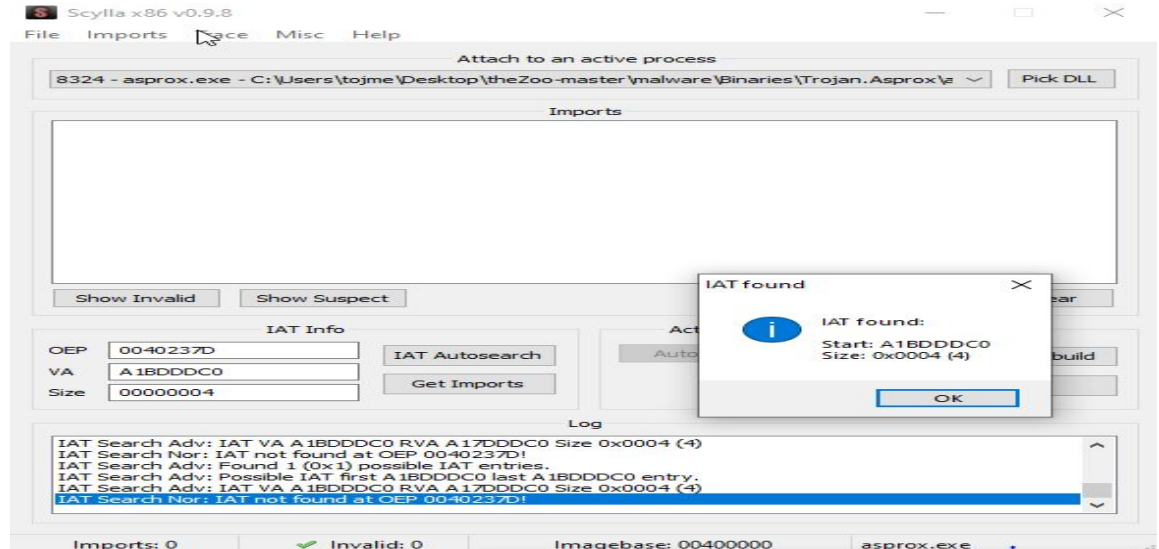 Scylla x86 v0.9.8
File Imports Trace Misc Help
Attach to an active process
8324 - asprox.exe - C:\Users\tojme\Desktop\theZoo-master\malware\Binaries\Trojan.Asprox\a
Pick DLL
Imports
Show Invalid Show Suspect
IAT found
IAT found:
Start: A1BDDDC0
Size: 0x0004 (4)
OK
IAT Info
OEP 0040237D
VA A1BDDDC0
Size 00000004
IAT Autosearch
Get Imports
Log
IAT Search Adv: IAT VA A1BDDDC0 RVA A17DDDC0 Size 0x0004 (4)
IAT Search Nor: IAT not found at OEP 0040237D!
IAT Search Adv: Found 1 (0x1) possible IAT entries.
IAT Search Adv: Possible IAT first A1BDDDC0 last A1BDDDC0 entry.
IAT Search Adv: IAT VA A1BDDDC0 RVA A17DDDC0 Size 0x0004 (4)
IAT Search Nor: IAT not found at OEP 0040237D!
Imports: 0 Invalid: 0 Imagebase: 00400000 asprox.exe